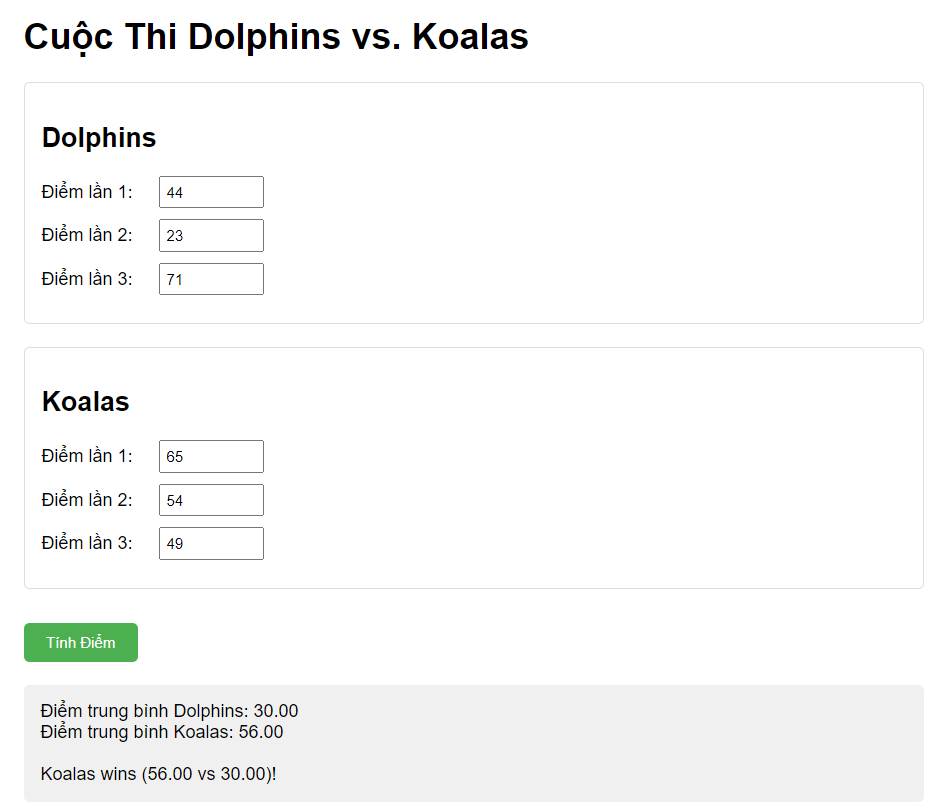 Cuộc Thi Dolphins vs. Koalas
Dolphins
Điểm lần 1: 44
Điểm lần 2: 23
Điểm lần 3: 71
Koalas
Điểm lần 1: 65
Điểm lần 2: 54
Điểm lần 3: 49
Tính Điểm
Điểm trung bình Dolphins: 30.00
Điểm trung bình Koalas: 56.00
Koalas wins (56.00 vs 30.00)!